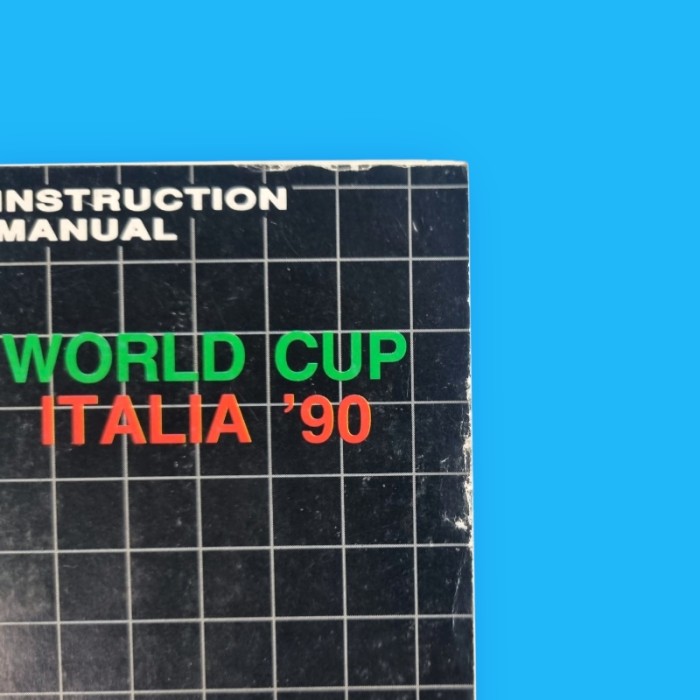 INSTRUCTION
MANUAL
WORLD CUP
ITALIA '90